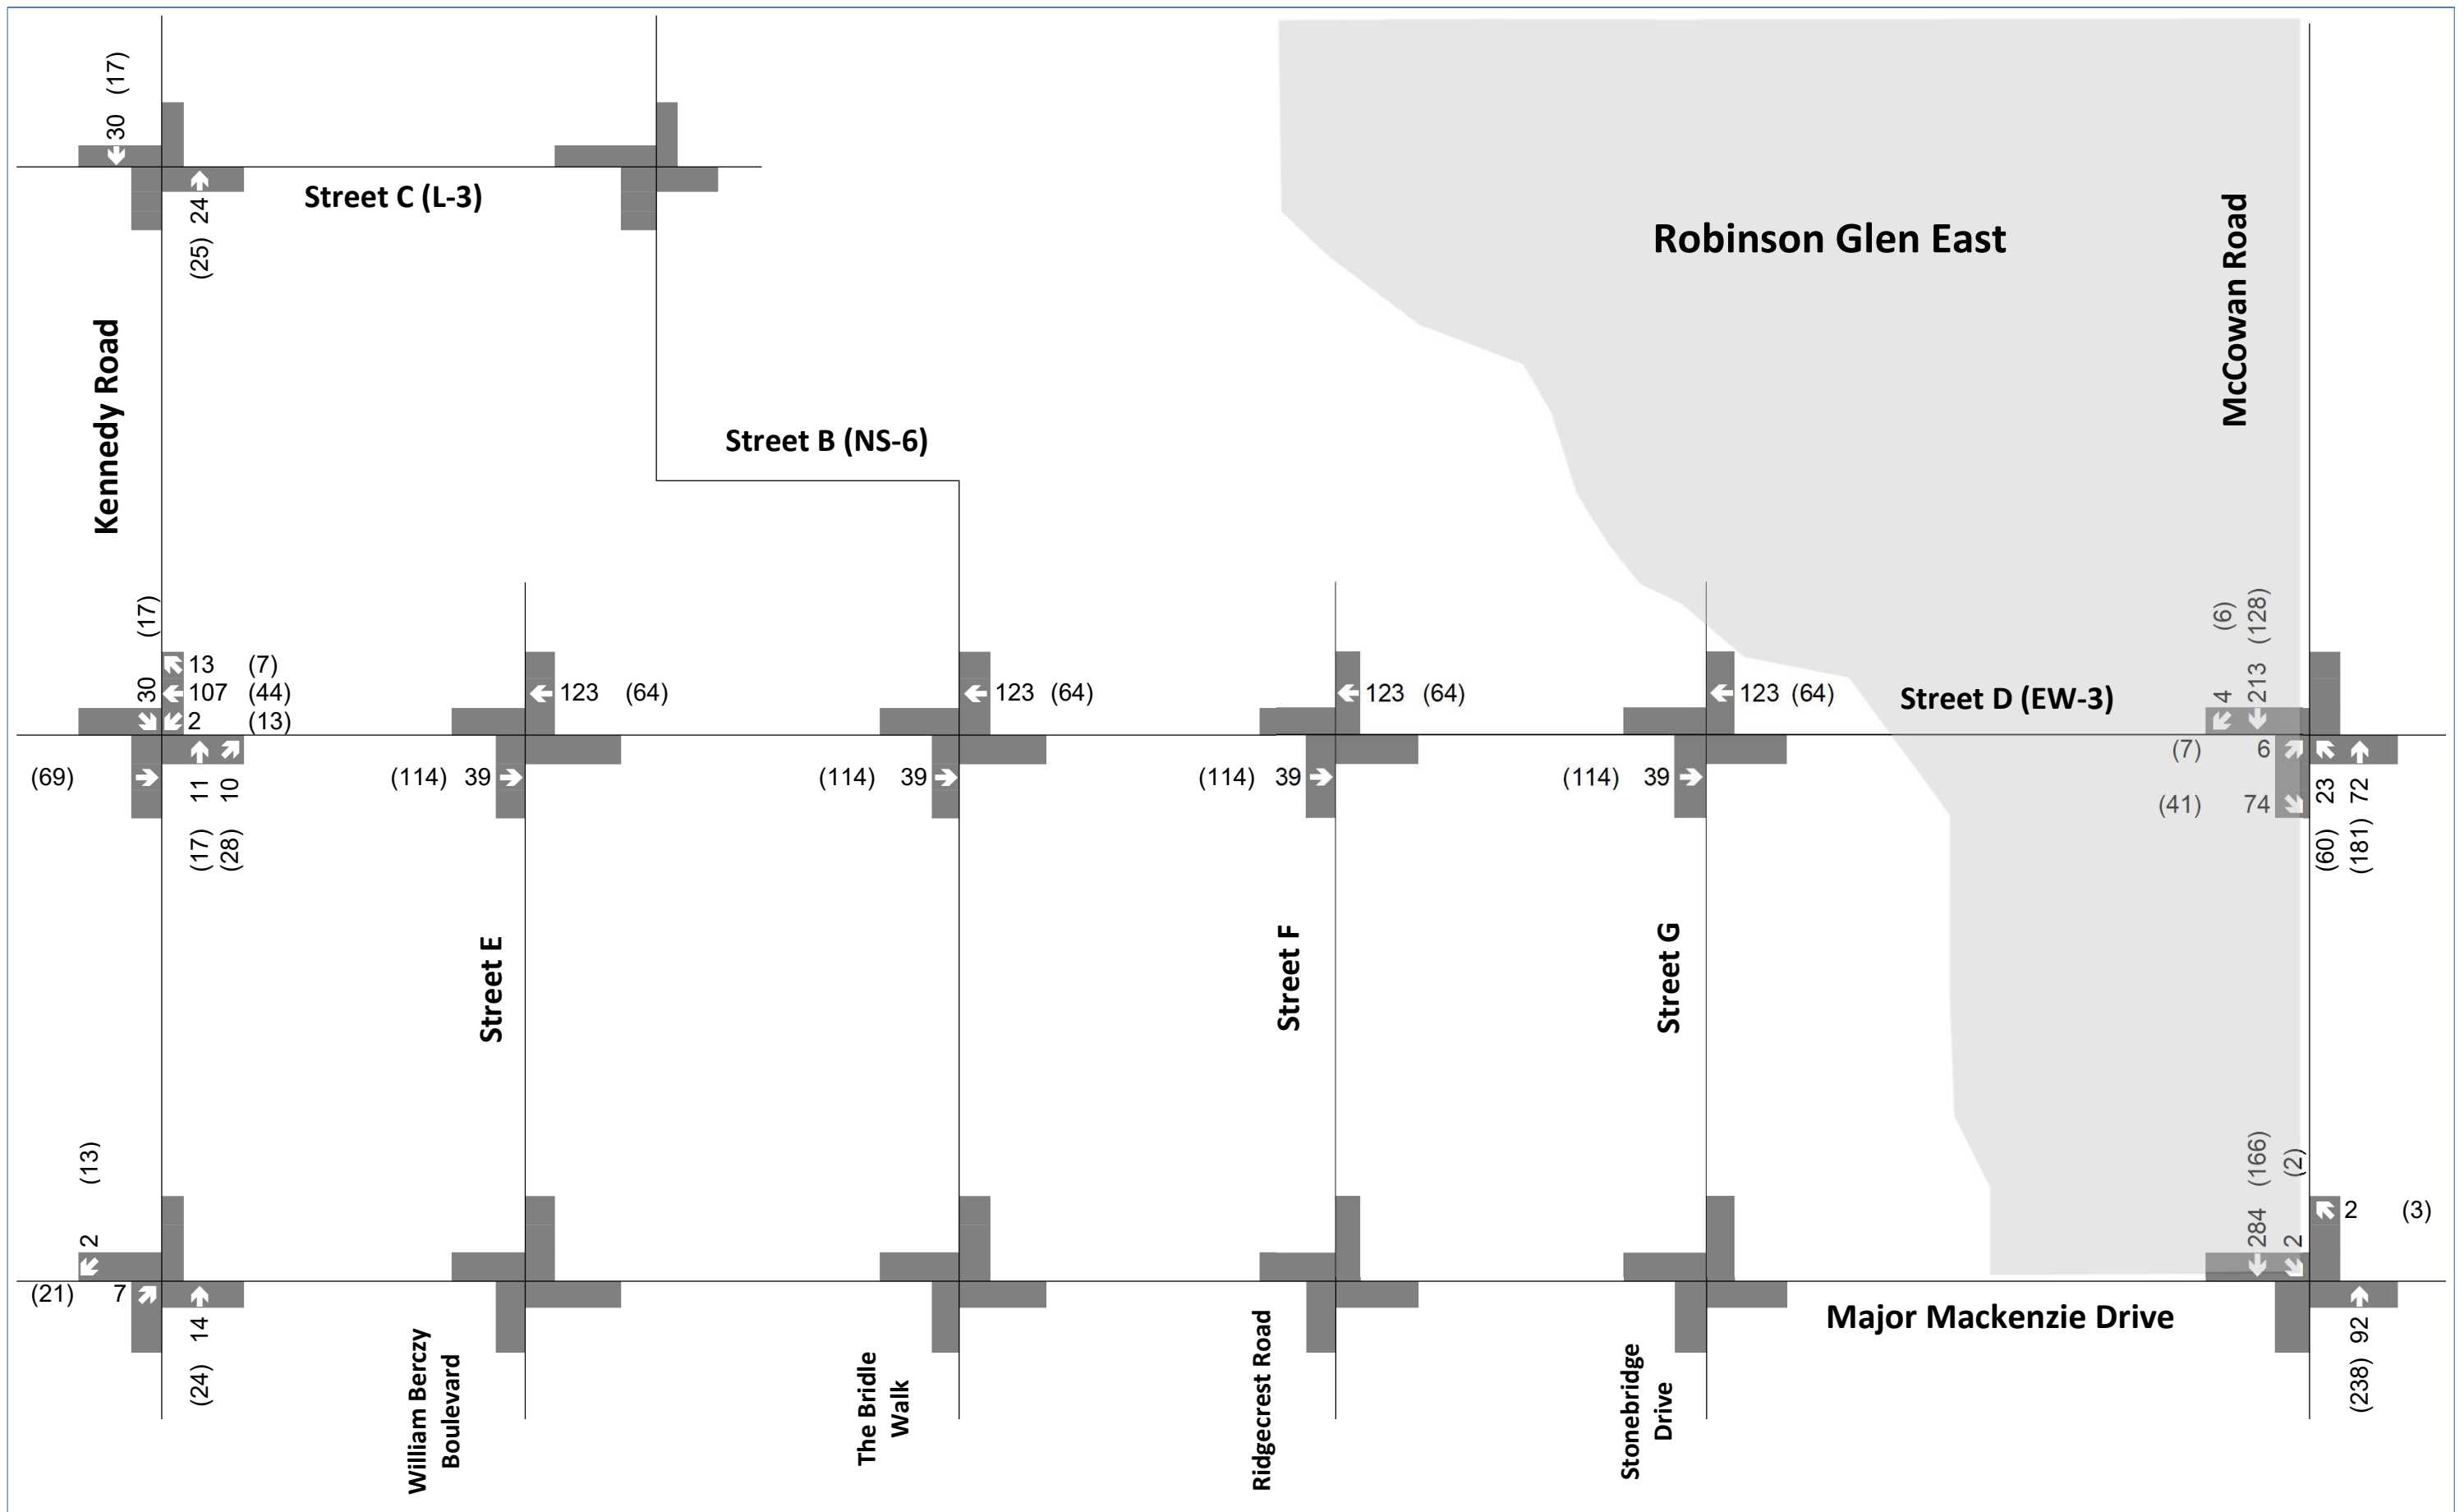 30 (17)
24
(25)
Street C (L-3)
Robinson Glen East
McCowan Road
Kennedy Road
Street B (NS-6)
(17)
30
13 (7)
107 (44)
2 (13)
(69)
11 10
(17) (28)
123 (64)
(114) 39
123 (64)
(114) 39
123 (64)
(114) 39
123 (64)
(114) 39
Street D (EW-3)
(6) (128)
4 213
(7) 6
(41) 74
23 72
(60) (181)
Street E
Street F
Street G
(13)
2
(21) 7
14
(24)
(166) (2)
284 2
2 (3)
92
(238)
Major Mackenzie Drive
William Berczy
Boulevard
The Bridle
Walk
Ridgecrest Road
Stonebridge
Drive